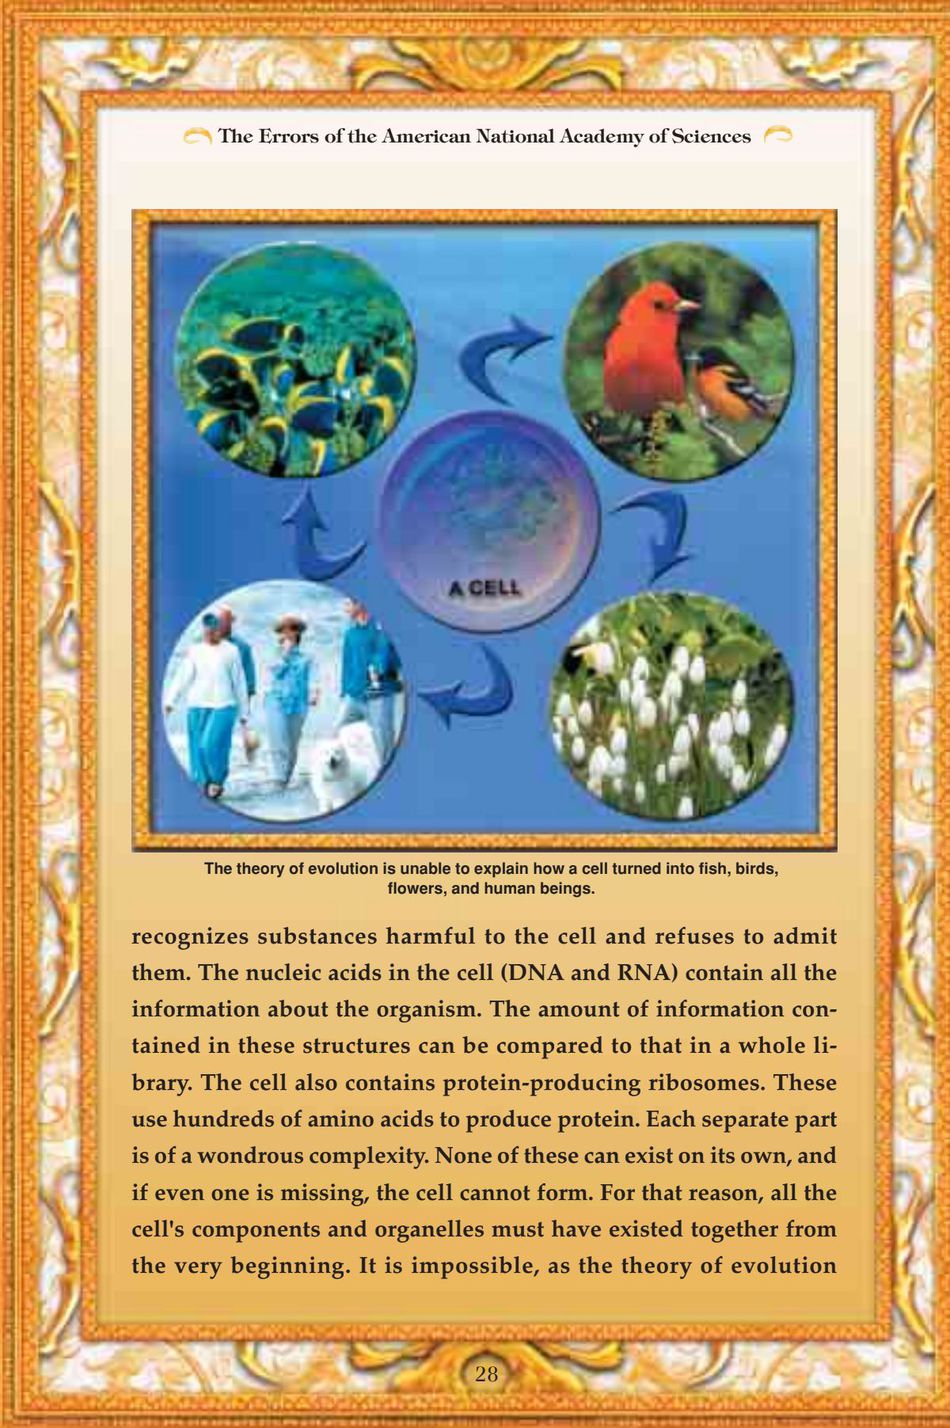 The Errors of the American National Academy of Sciences
A CELL
The theory of evolution is unable to explain how a cell turned into fish, birds,
flowers, and human beings.
recognizes substances harmful to the cell and refuses to admit
them. The nucleic acids in the cell (DNA and RNA) contain all the
information about the organism. The amount of information con-
tained in these structures can be compared to that in a whole li-
brary. The cell also contains protein-producing ribosomes. These
use hundreds of amino acids to produce protein. Each separate part
is of a wondrous complexity. None of these can exist on its own, and
if even one is missing, the cell cannot form. For that reason, all the
cell's components and organelles must have existed together from
the very beginning. It is impossible, as the theory of evolution
28